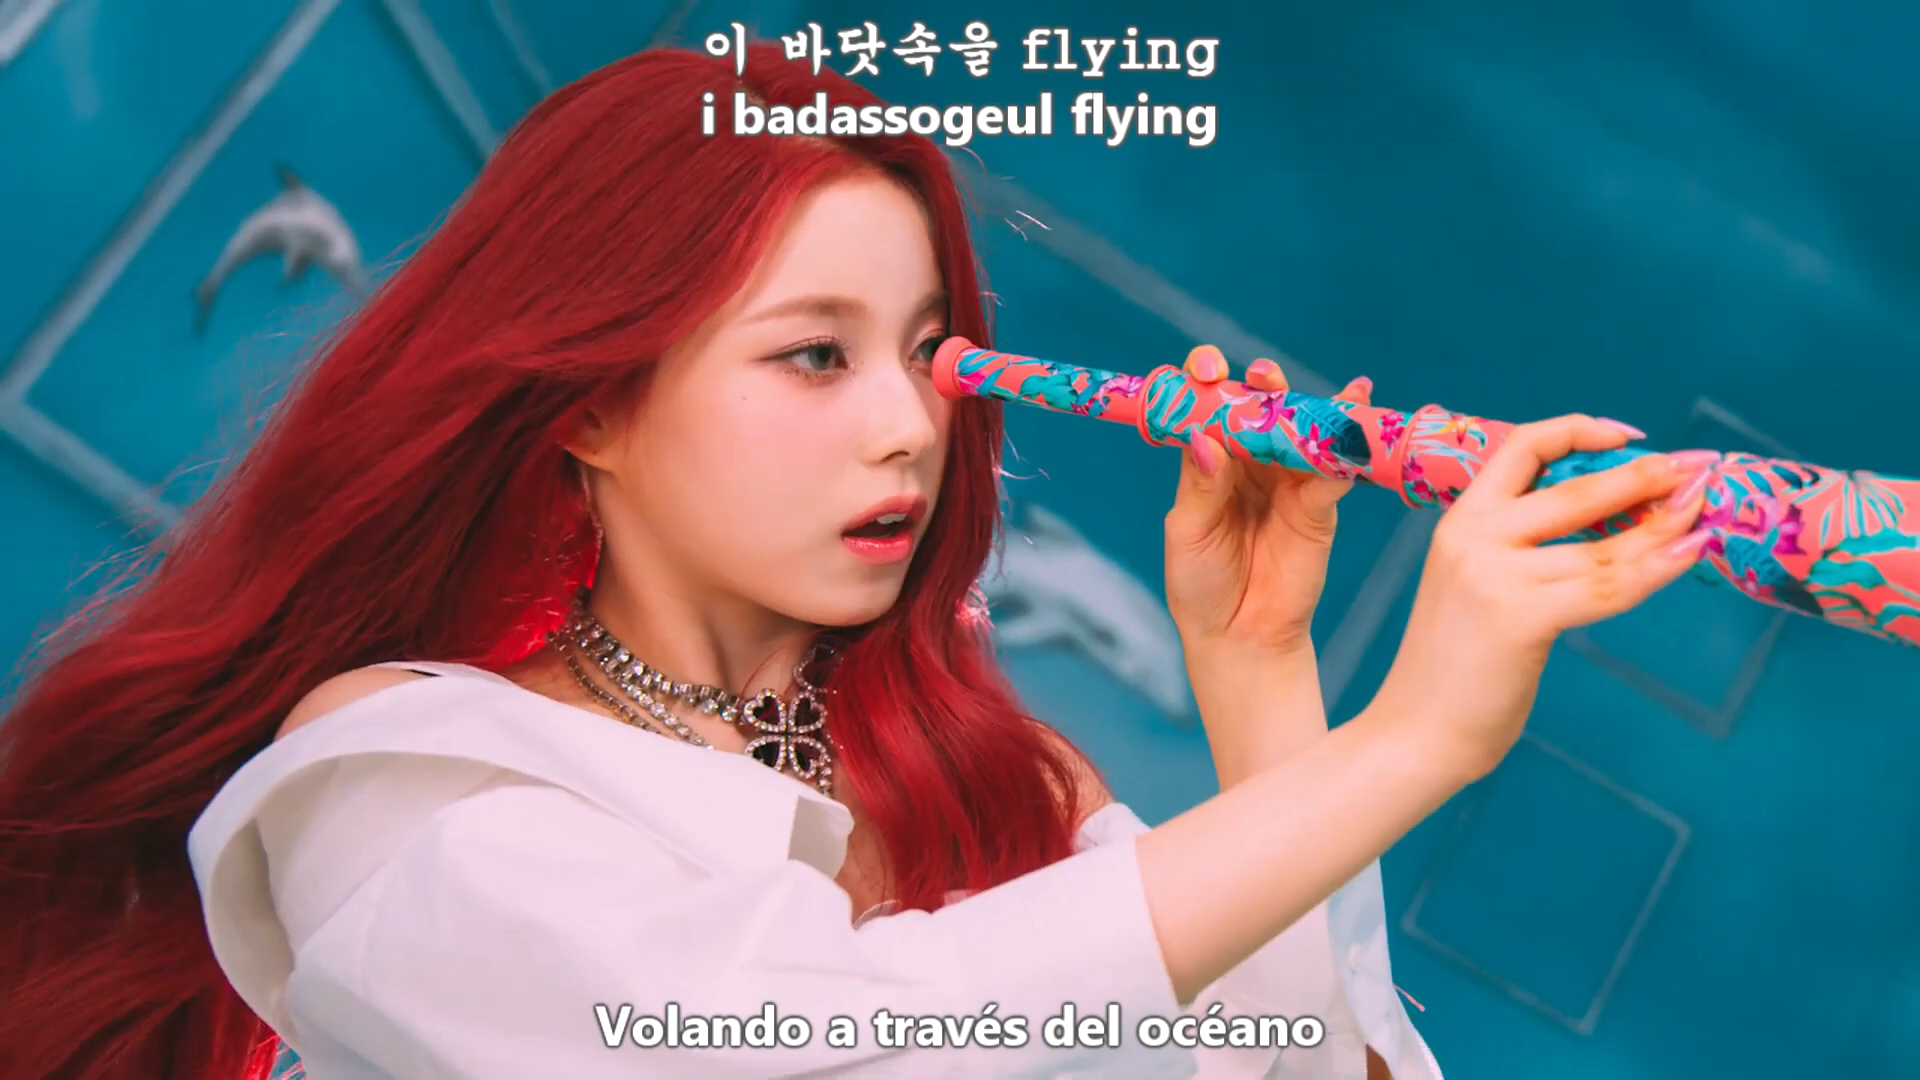 이 바닷속을 flying
i badassogeul flying
Volando a través del océano